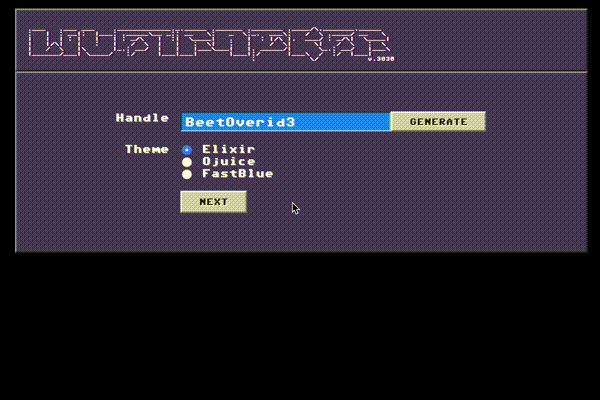 v.3030
Handle
BeetOverid3
GENERATE
Theme
Elixir
Ojuice
FastBlue
NEXT